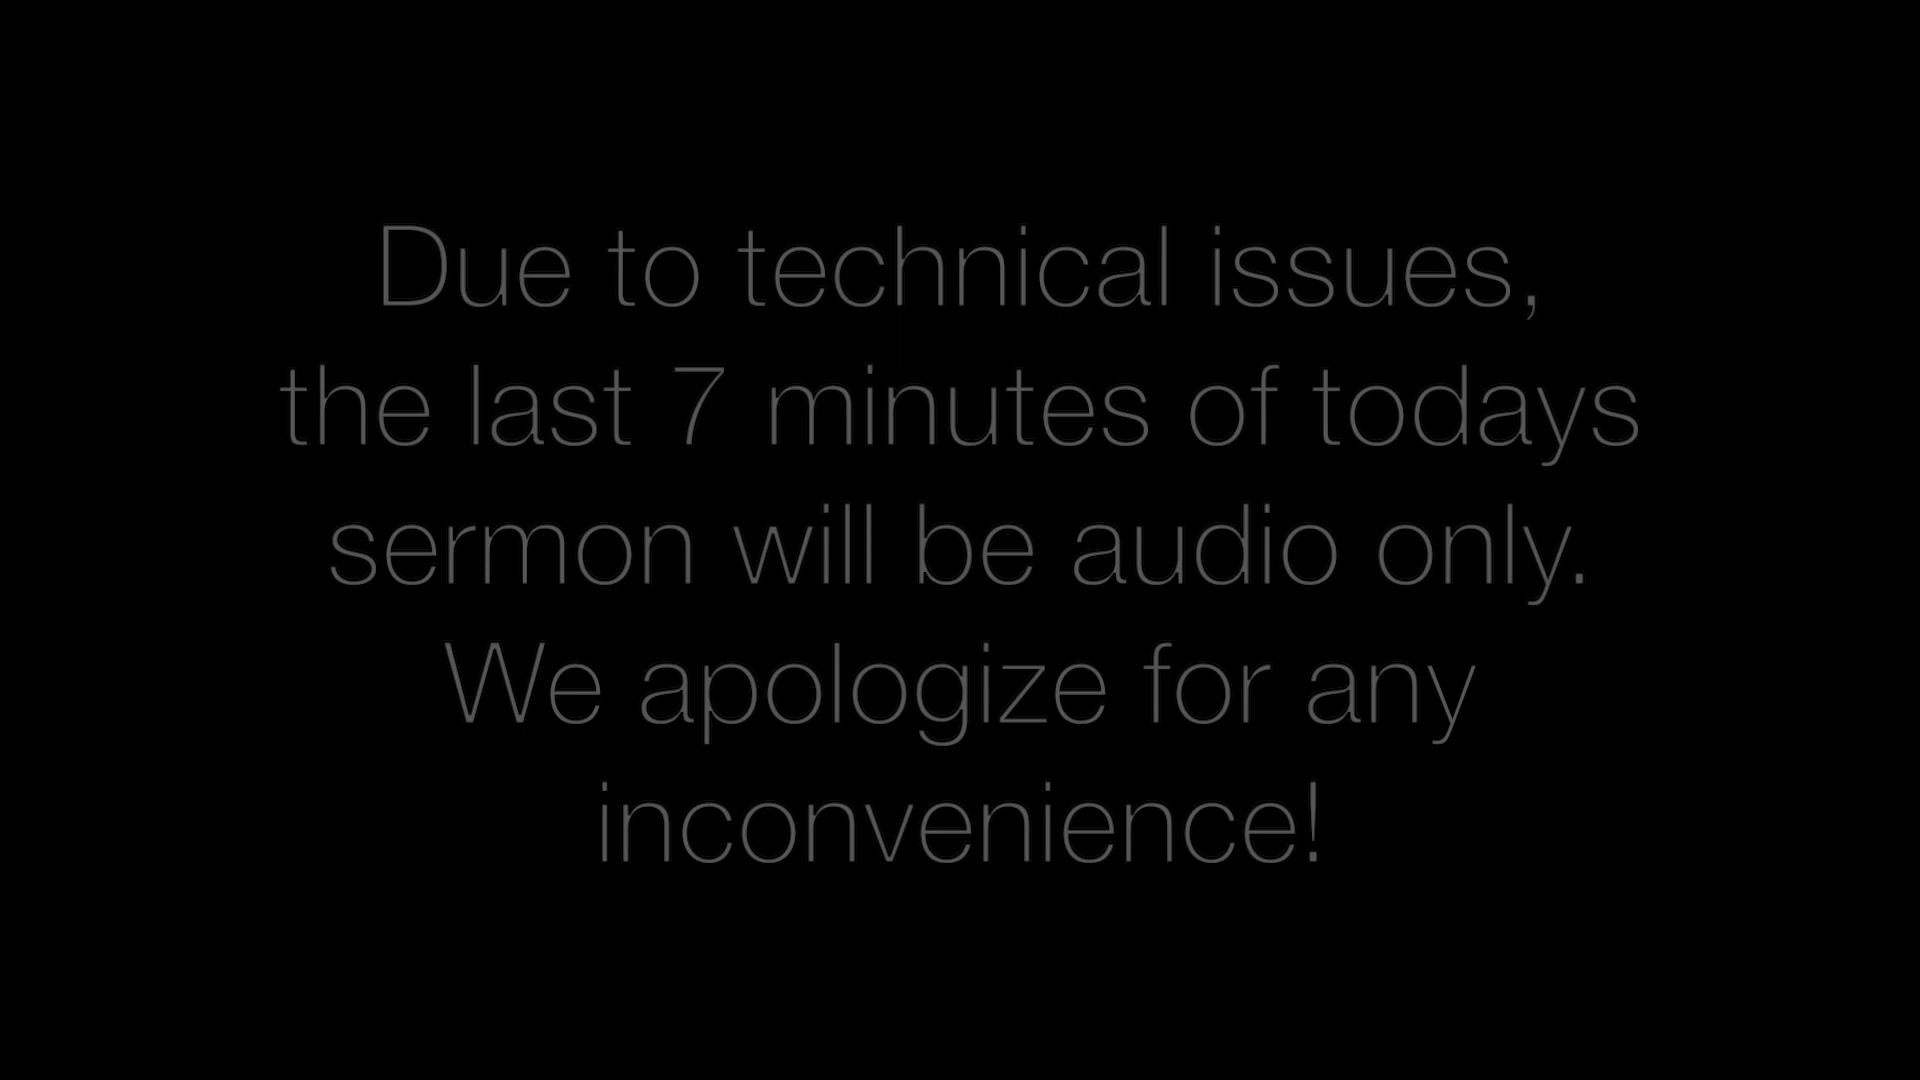 Due to technical issues,
the last 7 minutes of todays
sermon will be audio only.
We apologize for any
inconvenience!